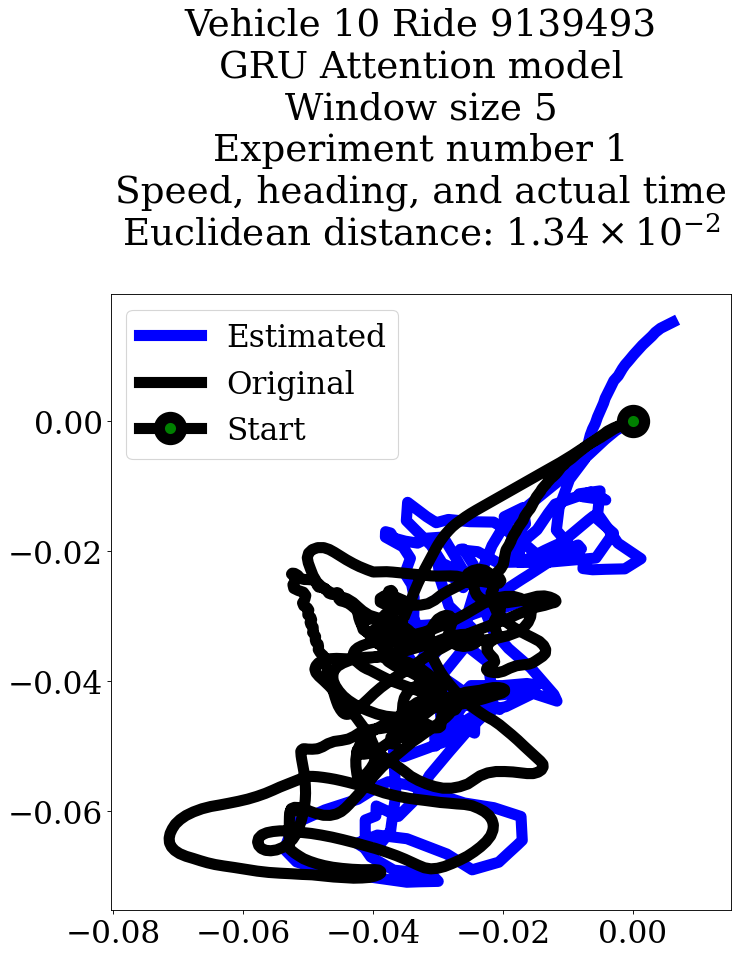 Vehicle 10 Ride 9139493
GRU Attention model
Window size 5
Experiment number 1
Speed, heading, and actual time
Euclidean distance: 1.34 × 10⁻²
Estimated
Original
Start
0.00
−0.02
−0.04
−0.06
−0.08 −0.06 −0.04 −0.02 0.00